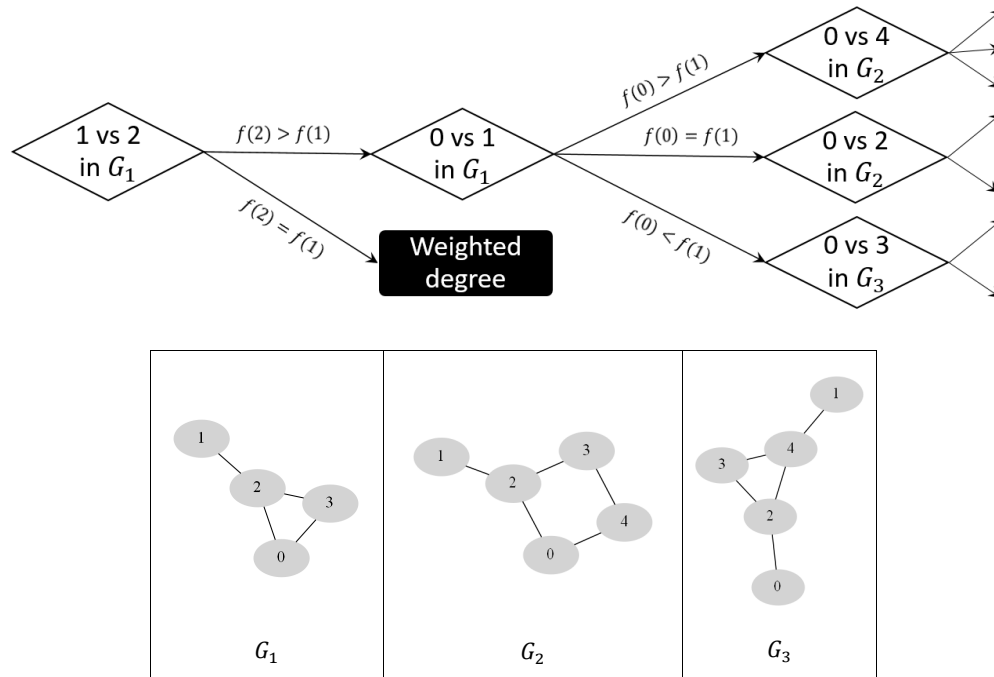 1 vs 2
in G₁
f(2) > f(1)
f(2) = f(1)
Weighted
degree
0 vs 1
in G₁
f(0) > f(1)
f(0) = f(1)
f(0) < f(1)
0 vs 4
in G₂
0 vs 2
in G₂
0 vs 3
in G₃
1
2
3
0
G₁
1
2
3
4
0
G₂
1
3
4
2
0
G₃